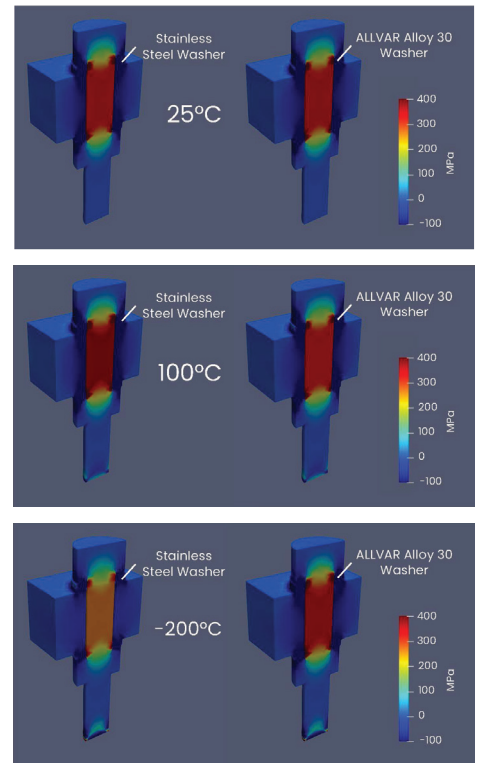 Stainless
Steel Washer
ALLVAR Alloy 30
Washer
25°C
400
300
200
100
0
-100
MPa
Stainless
Steel Washer
ALLVAR Alloy 30
Washer
100°C
400
300
200
100
0
-100
MPa
Stainless
Steel Washer
ALLVAR Alloy 30
Washer
-200°C
400
300
200
100
0
-100
MPa